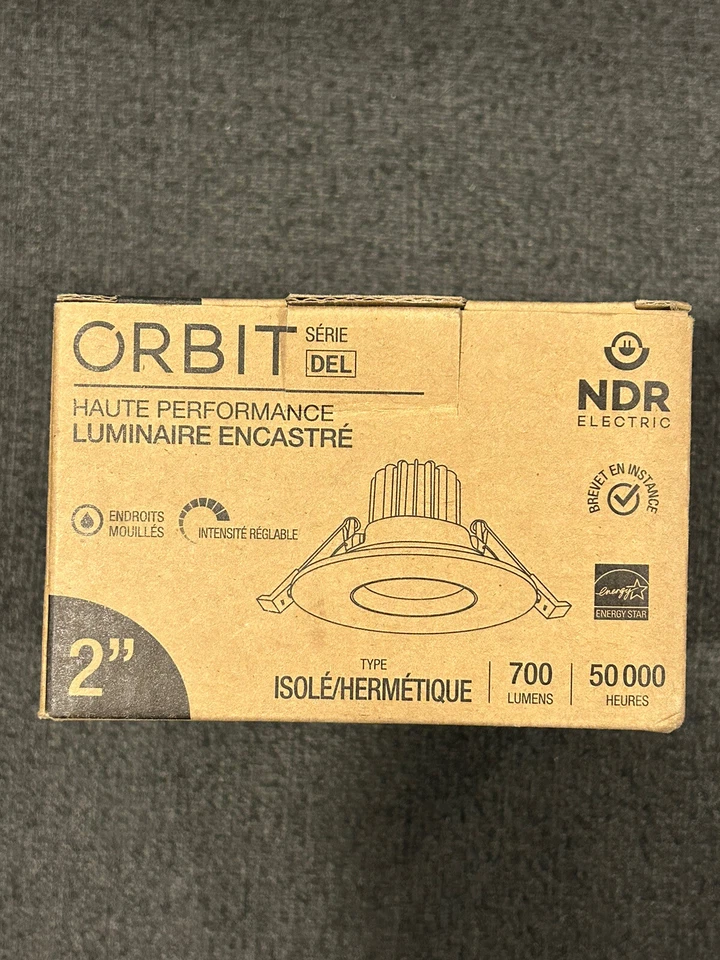 ORBIT SÉRIE
DEL
HAUTE PERFORMANCE
LUMINAIRE ENCASTRÉ
NDR
ELECTRIC
BREVET EN INSTANCE
ENDROITS
MOUILLÉS
INTENSITÉ RÉGLABLE
energy
ENERGY STAR
2”
TYPE
ISOLÉ/HERMÉTIQUE
700
LUMENS
50 000
HEURES